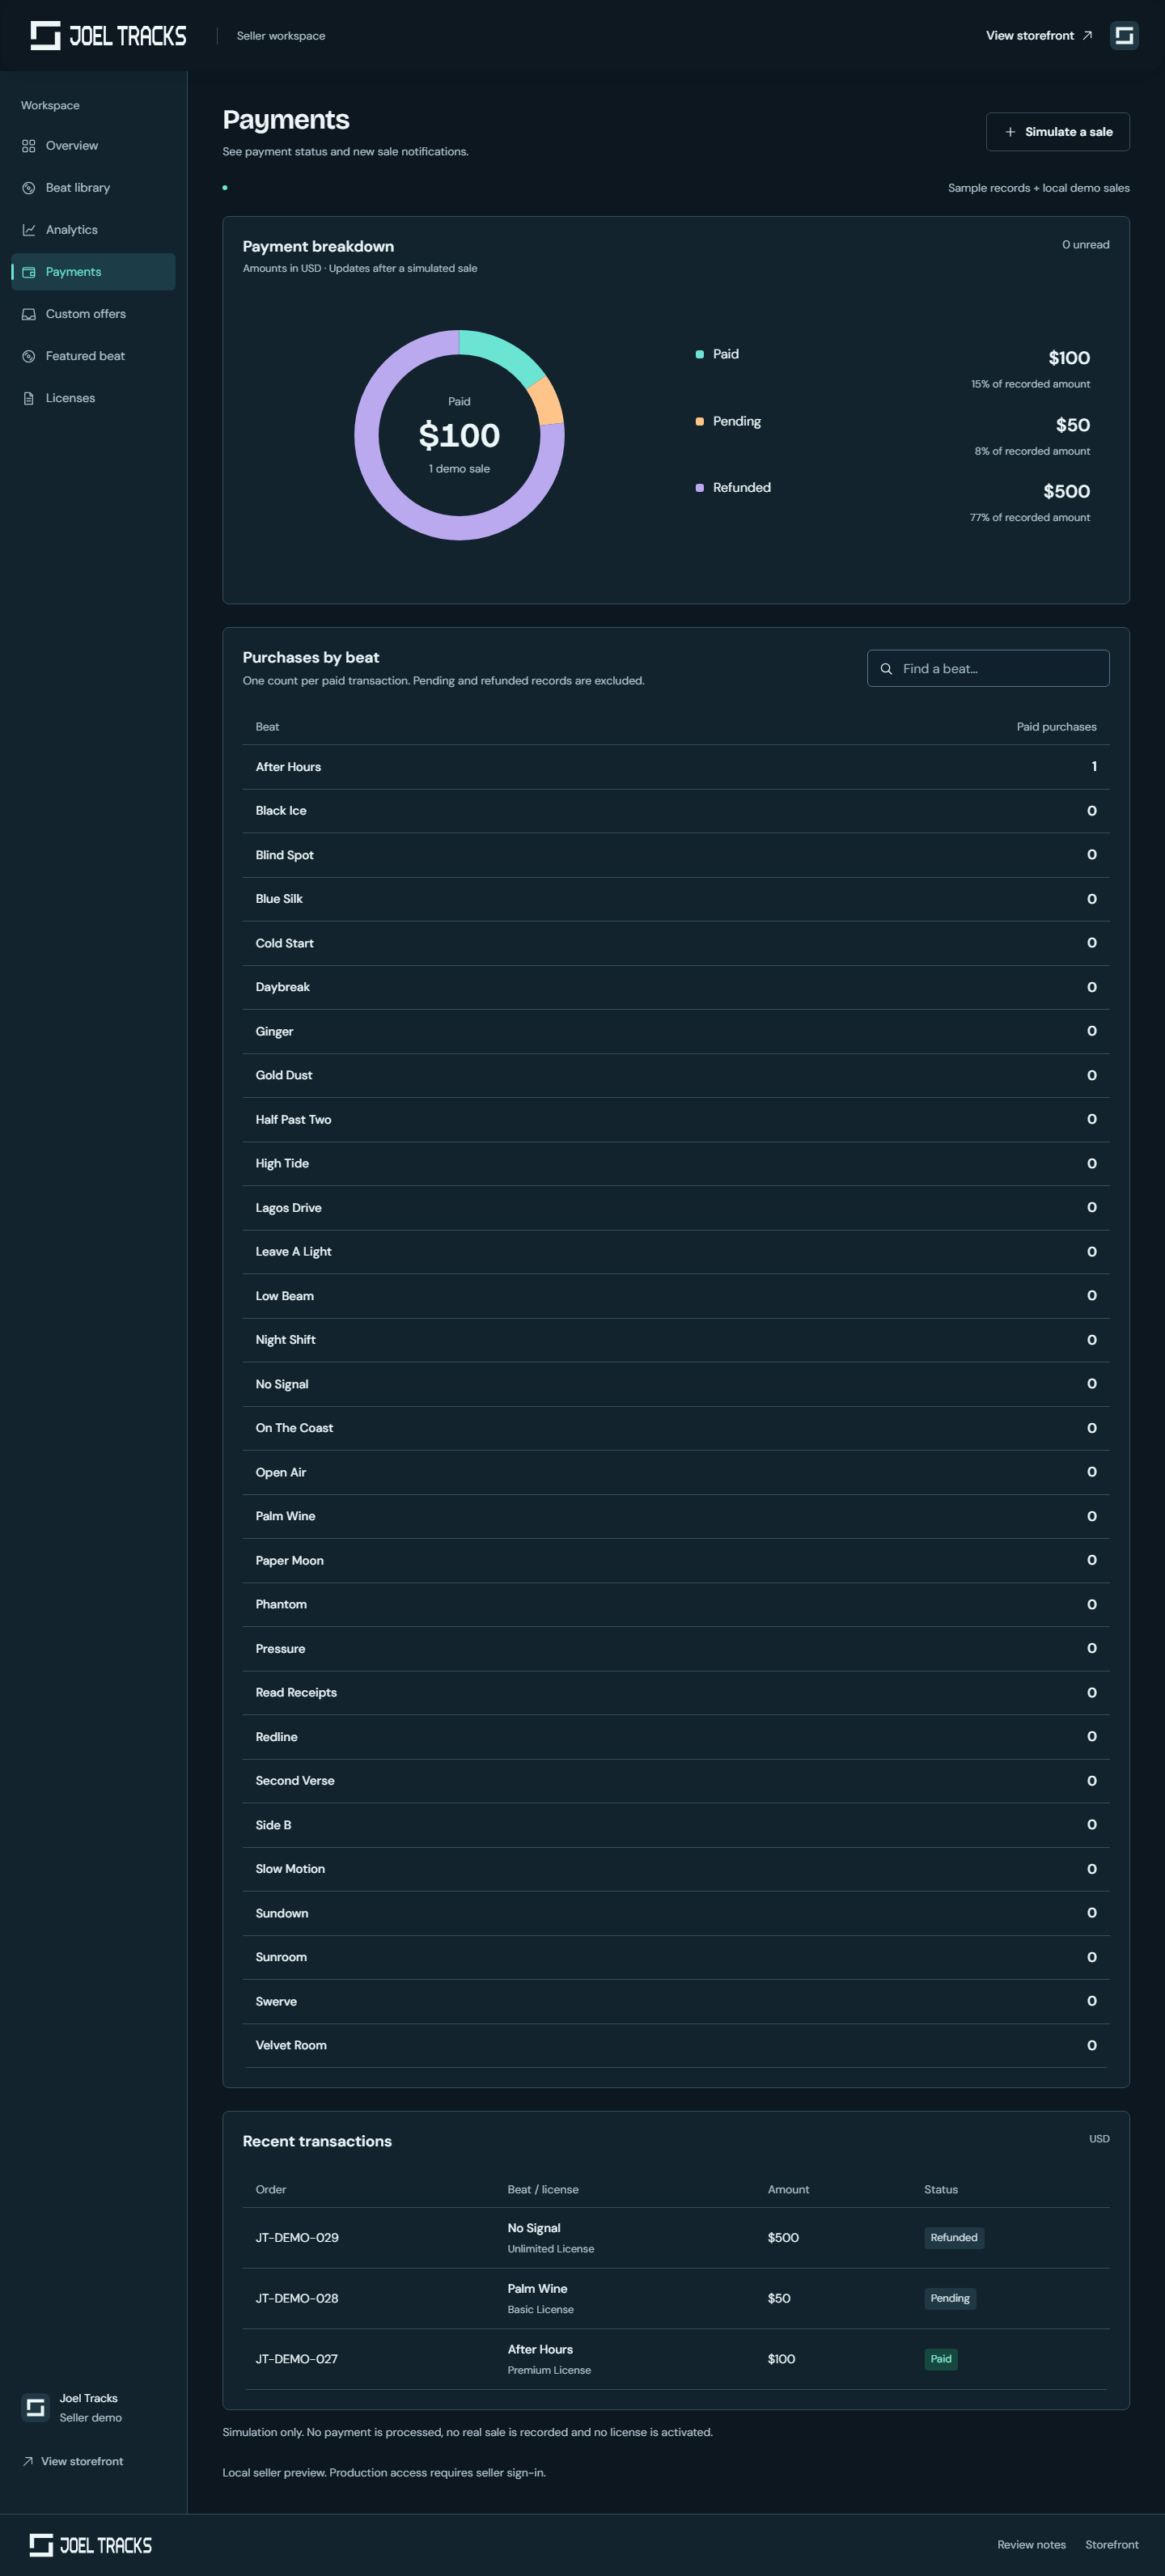 JOEL TRACKS
Seller workspace
View storefront
Workspace
Overview
Beat library
Analytics
Payments
Custom offers
Featured beat
Licenses
Joel Tracks
Seller demo
View storefront
Payments
See payment status and new sale notifications.
Simulate a sale
Sample records + local demo sales
Payment breakdown
0 unread
Amounts in USD · Updates after a simulated sale
Paid
$100
1 demo sale
Paid
$100
15% of recorded amount
Pending
$50
8% of recorded amount
Refunded
$500
77% of recorded amount
Purchases by beat
One count per paid transaction. Pending and refunded records are excluded.
Find a beat...
Beat Paid purchases
After Hours 1
Black Ice 0
Blind Spot 0
Blue Silk 0
Cold Start 0
Daybreak 0
Ginger 0
Gold Dust 0
Half Past Two 0
High Tide 0
Lagos Drive 0
Leave A Light 0
Low Beam 0
Night Shift 0
No Signal 0
On The Coast 0
Open Air 0
Palm Wine 0
Paper Moon 0
Phantom 0
Pressure 0
Read Receipts 0
Redline 0
Second Verse 0
Side B 0
Slow Motion 0
Sundown 0
Sunroom 0
Swerve 0
Velvet Room 0
Recent transactions
USD
Order Beat / license Amount Status
JT-DEMO-029 No Signal $500 Refunded
Unlimited License
JT-DEMO-028 Palm Wine $50 Pending
Basic License
JT-DEMO-027 After Hours $100 Paid
Premium License
Simulation only. No payment is processed, no real sale is recorded and no license is activated.
Local seller preview. Production access requires seller sign-in.
JOEL TRACKS
Review notes
Storefront